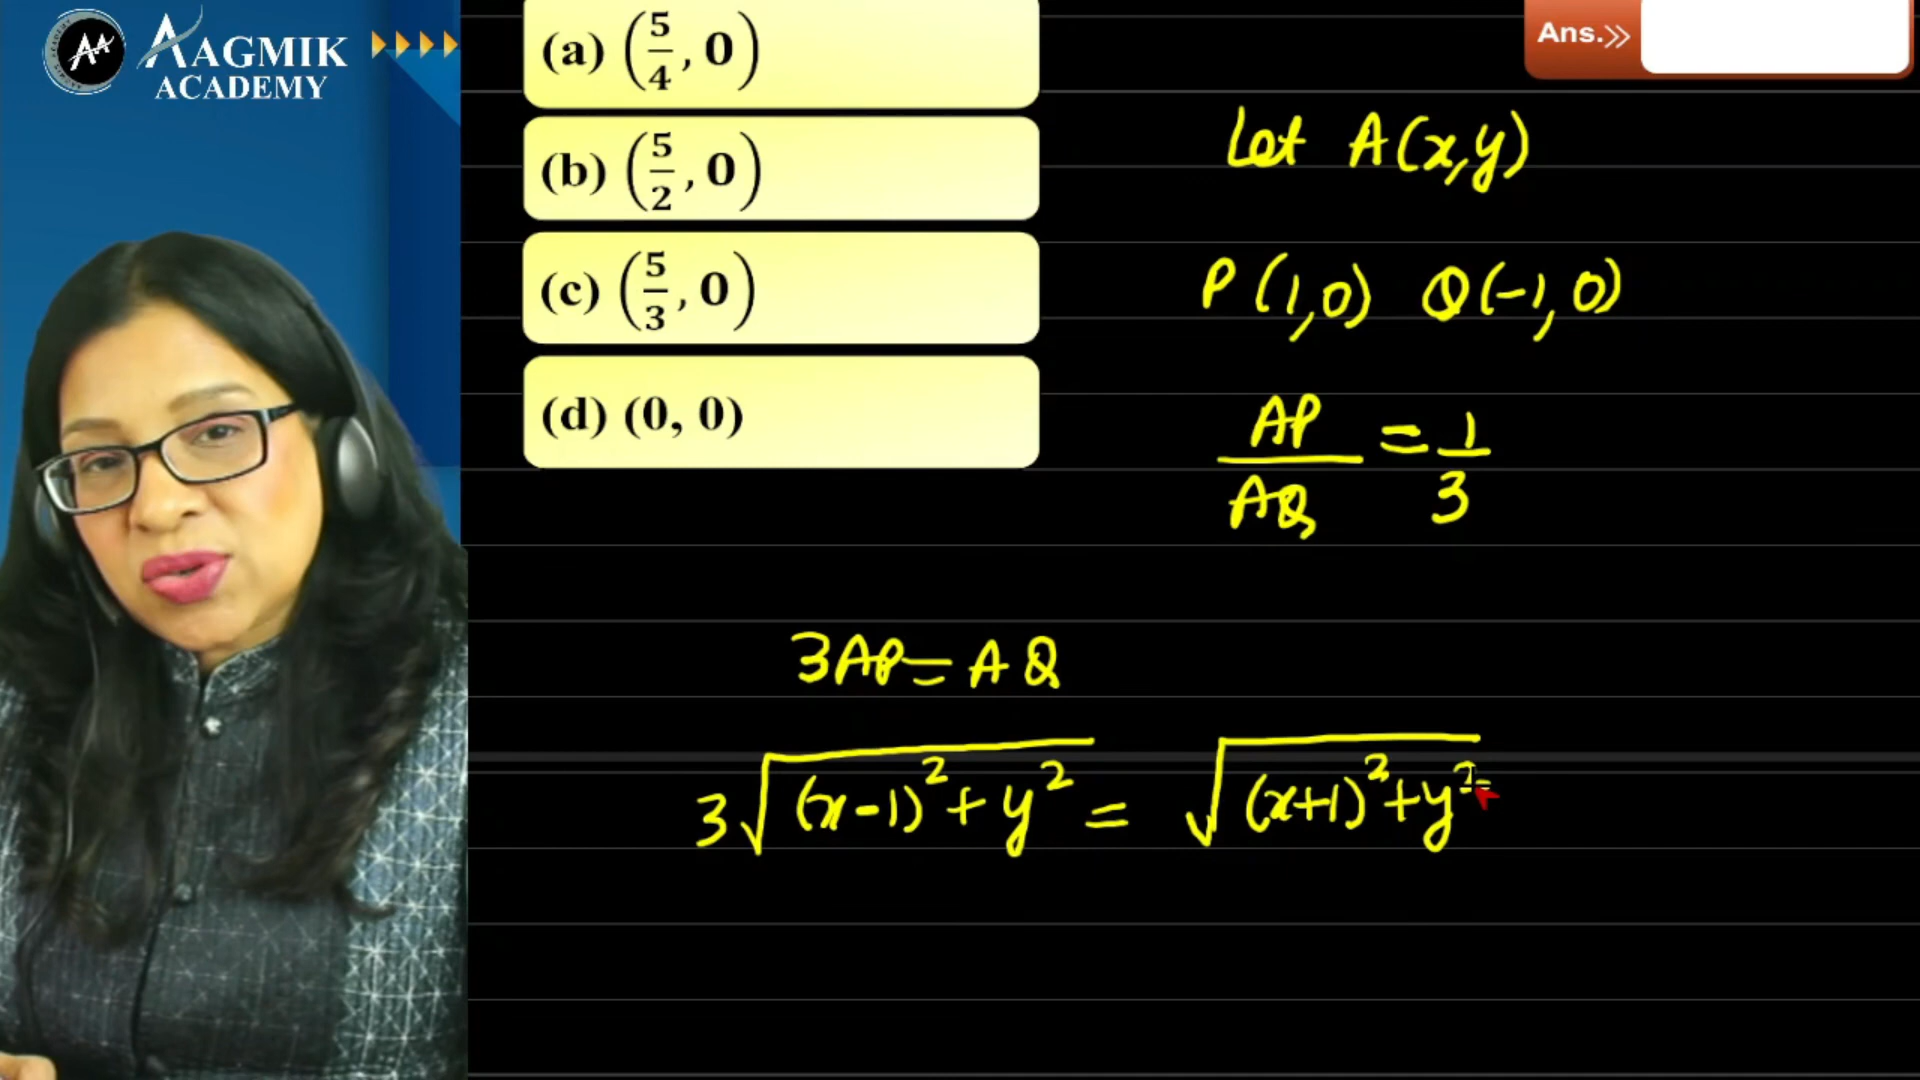 AAGMIK
ACADEMY
(a) (5/4, 0)
(b) (5/2, 0)
(c) (5/3, 0)
(d) (0, 0)
Ans.
Let A(x,y)
P(1,0) Q(-1,0)
AP/AQ = 1/3
3AP = AQ
3√((x-1)² + y²) = √((x+1)² + y²)